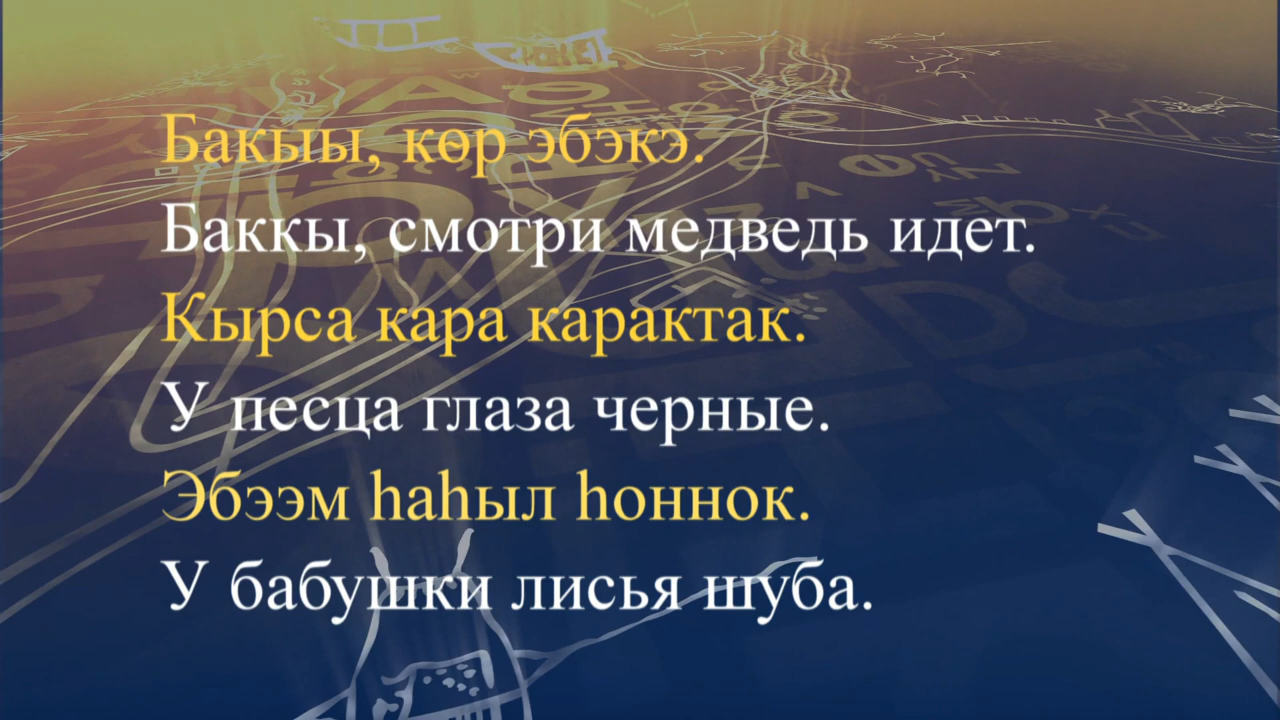 Бакыы, көр эбэкэ.
Баккы, смотри медведь идет.
Кырса кара карактак.
У песца глаза черные.
Эбээм һаһыл һоннок.
У бабушки лисья шуба.